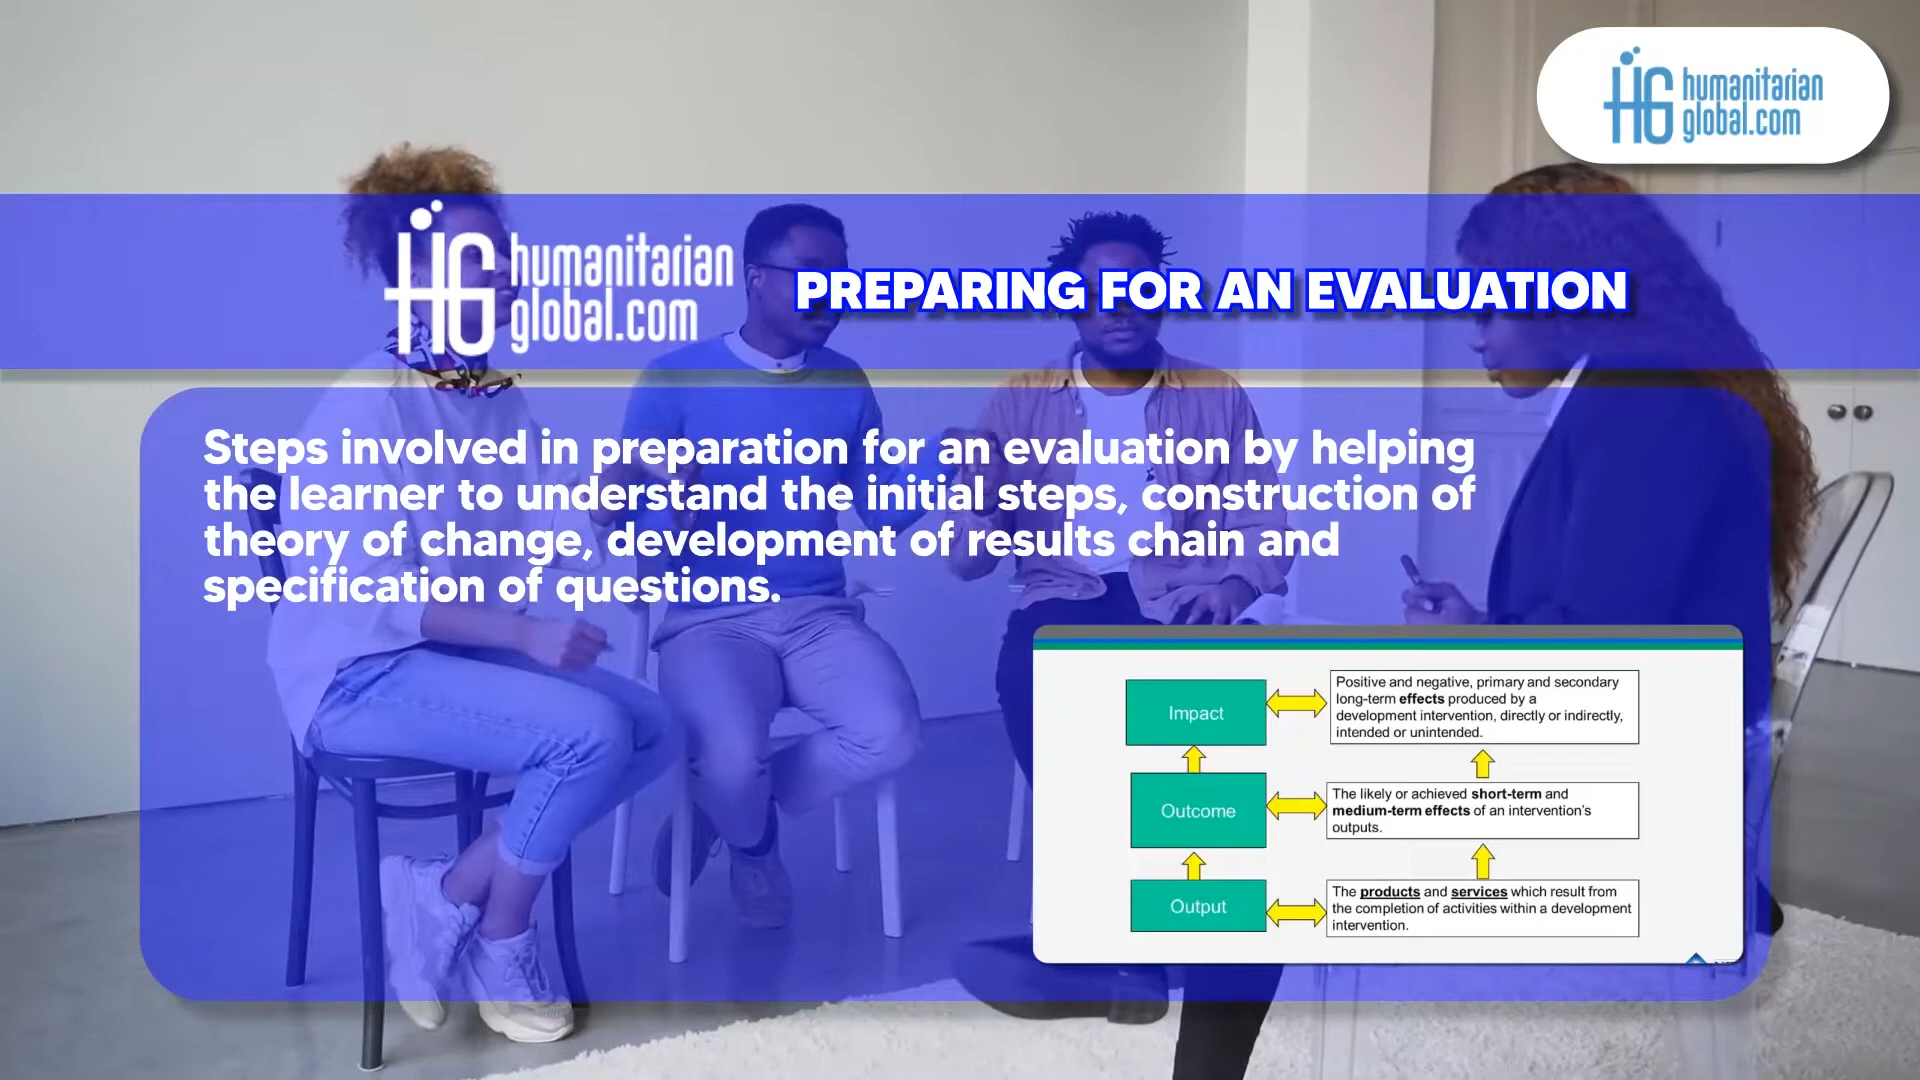 humanitarian
global.com
humanitarian
global.com
PREPARING FOR AN EVALUATION
Steps involved in preparation for an evaluation by helping
the learner to understand the initial steps, construction of
theory of change, development of results chain and
specification of questions.
Impact
Positive and negative, primary and secondary
long-term effects produced by a
development intervention, directly or indirectly,
intended or unintended.
Outcome
The likely or achieved short-term and
medium-term effects of an intervention's
outputs.
Output
The products and services which result from
the completion of activities within a development
intervention.